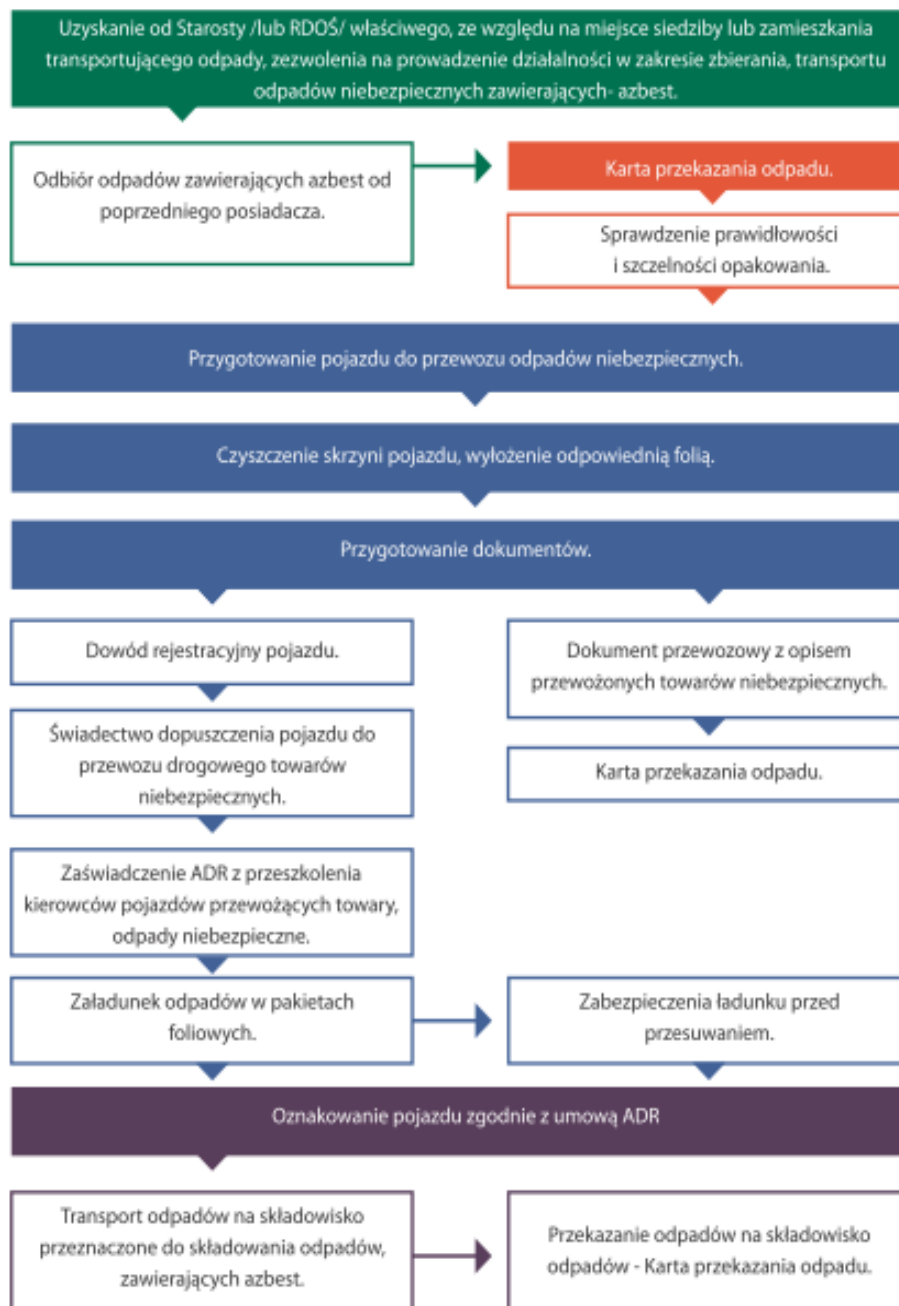 Uzyskanie od Starosty /lub RDOŚ/ właściwego, ze względu na miejsce siedziby lub zamieszkania
transportującego odpady, zezwolenia na prowadzenie działalności w zakresie zbierania, transportu
odpadów niebezpiecznych zawierających- azbest.
Odbiór odpadów zawierających azbest od
poprzedniego posiadacza.
Karta przekazania odpadu.
Sprawdzenie prawidłowości
i szczelności opakowania.
Przygotowanie pojazdu do przewozu odpadów niebezpiecznych.
Czyszczenie skrzyni pojazdu, wyłożenie odpowiednią folią.
Przygotowanie dokumentów.
Dowód rejestracyjny pojazdu.
Świadectwo dopuszczenia pojazdu do
przewozu drogowego towarów
niebezpiecznych.
Zaświadczenie ADR z przeszkolenia
kierowców pojazdów przewożących towary,
odpady niebezpieczne.
Dokument przewozowy z opisem
przewożonych towarów niebezpiecznych.
Karta przekazania odpadu.
Załadunek odpadów w pakietach
foliowych.
Zabezpieczenia ładunku przed
przesuwaniem.
Oznakowanie pojazdu zgodnie z umową ADR
Transport odpadów na składowisko
przeznaczone do składowania odpadów,
zawierających azbest.
Przekazanie odpadów na składowisko
odpadów - Karta przekazania odpadu.